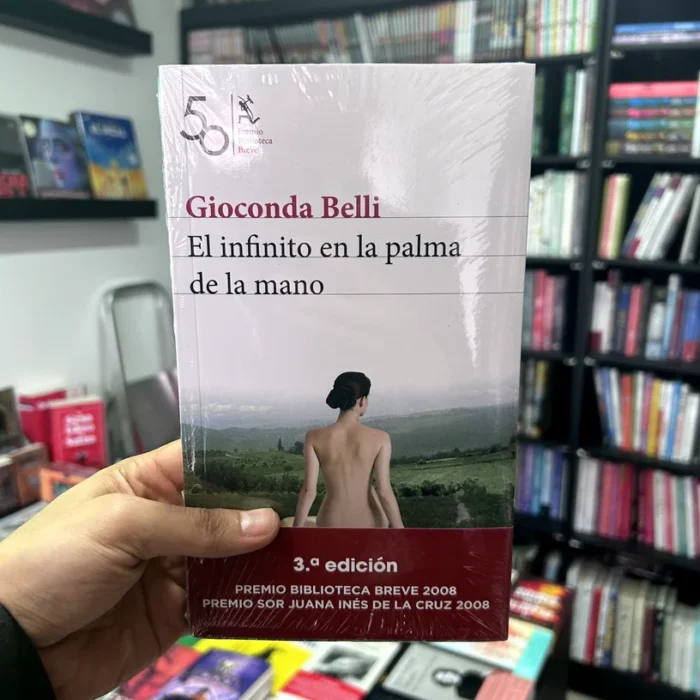 50
Premio
Biblioteca
Breve
Gioconda Belli
El infinito en la palma
de la mano
3.ª edición
PREMIO BIBLIOTECA BREVE 2008
PREMIO SOR JUANA INÉS DE LA CRUZ 2008